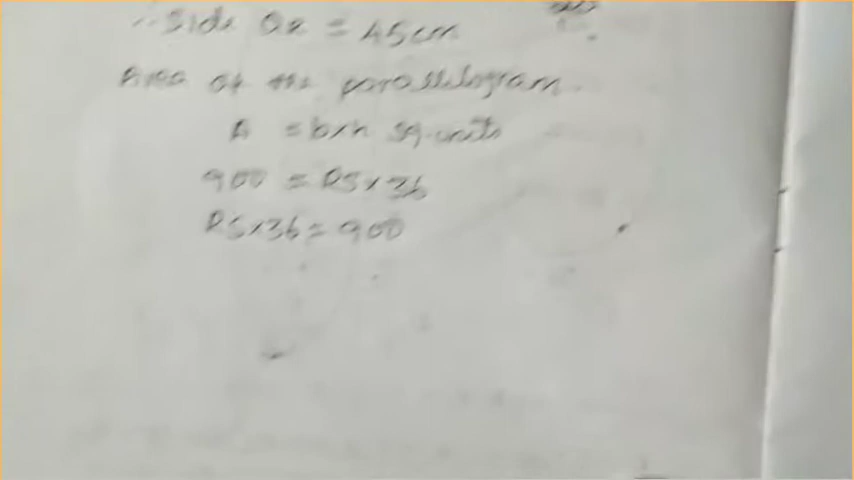 ∴ Side QR = 45cm
Area of the parallelogram
A = b×h sq.units
900 = RS×36
RS×36 = 900